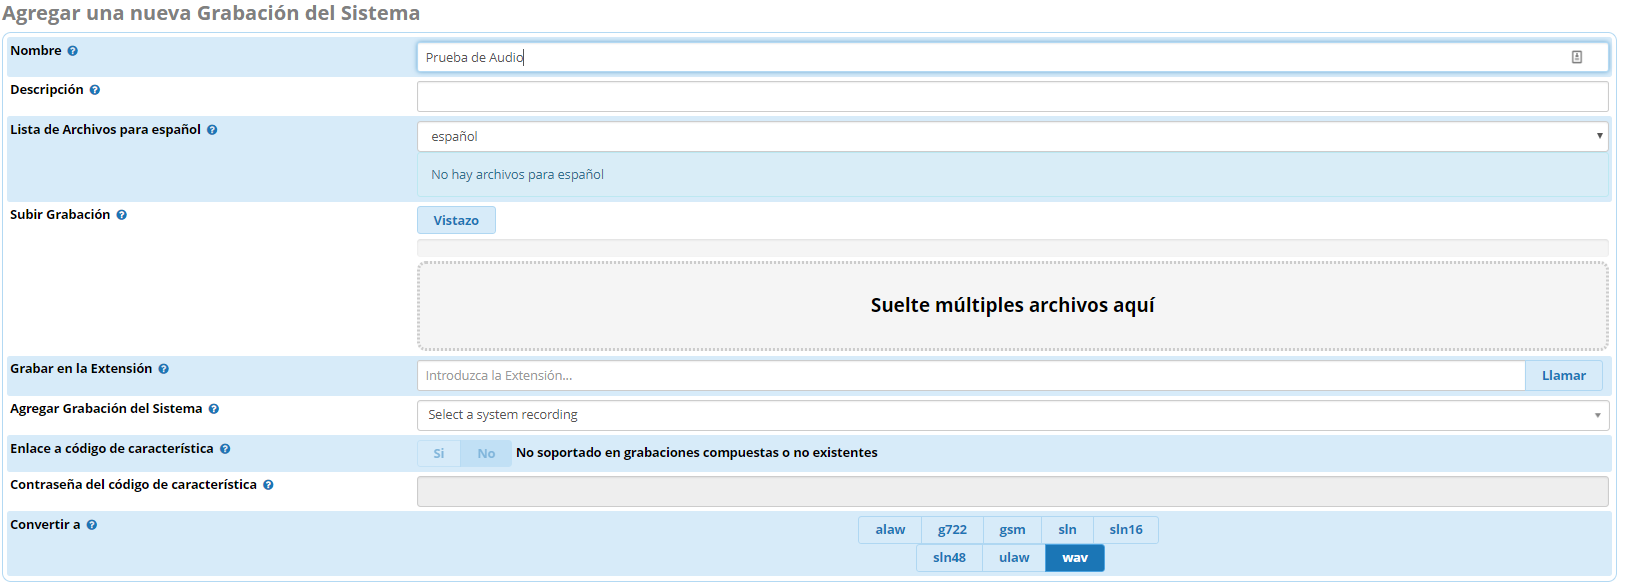 Agregar una nueva Grabación del Sistema
Nombre
Prueba de Audio
Descripción
Lista de Archivos para español
español
No hay archivos para español
Subir Grabación
Vistazo
Suelte múltiples archivos aquí
Grabar en la Extensión
Introduzca la Extensión...
Llamar
Agregar Grabación del Sistema
Select a system recording
Enlace a código de característica
Si No No soportado en grabaciones compuestas o no existentes
Contraseña del código de característica
Convertir a
alaw g722 gsm sln sln16
sln48 ulaw wav